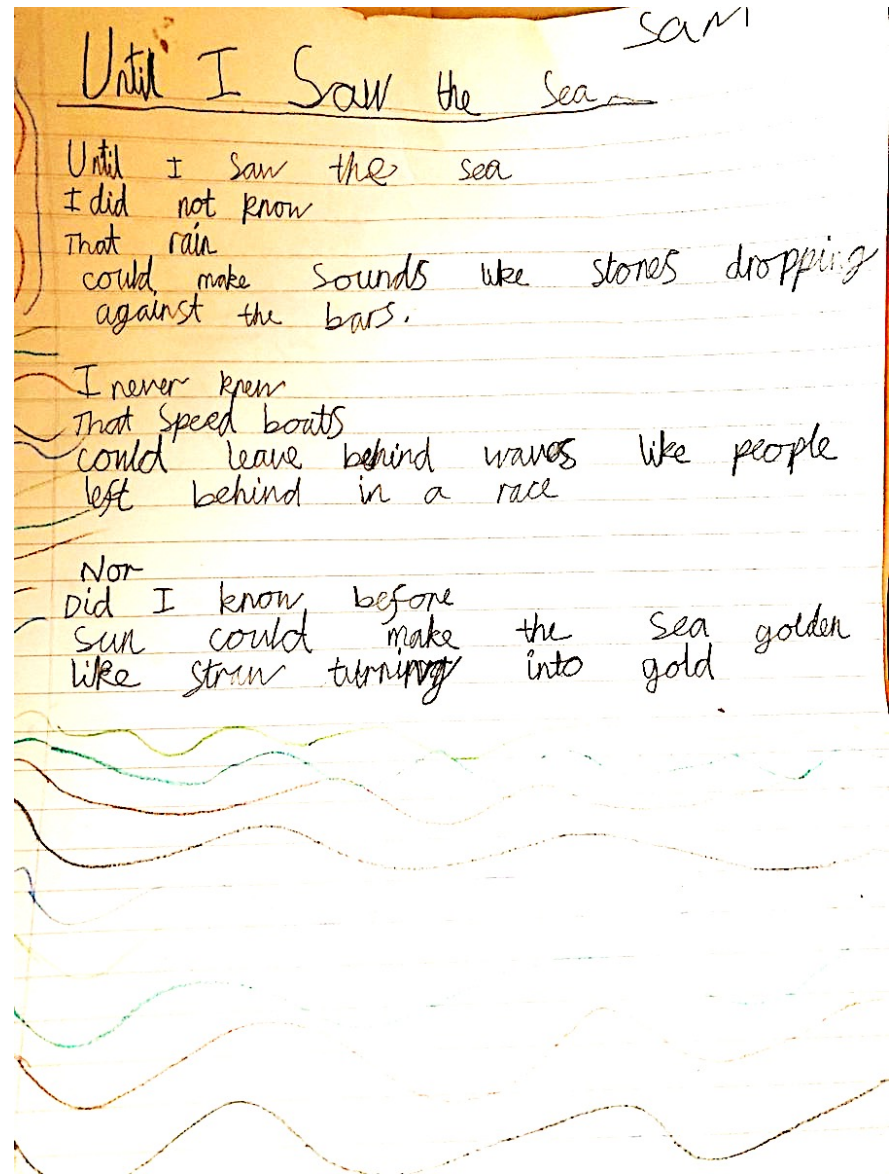 Sam
Until I Saw the Sea
Until I saw the sea
I did not know
That rain
could make sounds like stones dropping
against the bars.
I never knew
That speed boats
could leave behind waves like people
left behind in a race
Nor
Did I know before
Sun could make the sea golden
like straw turning into gold